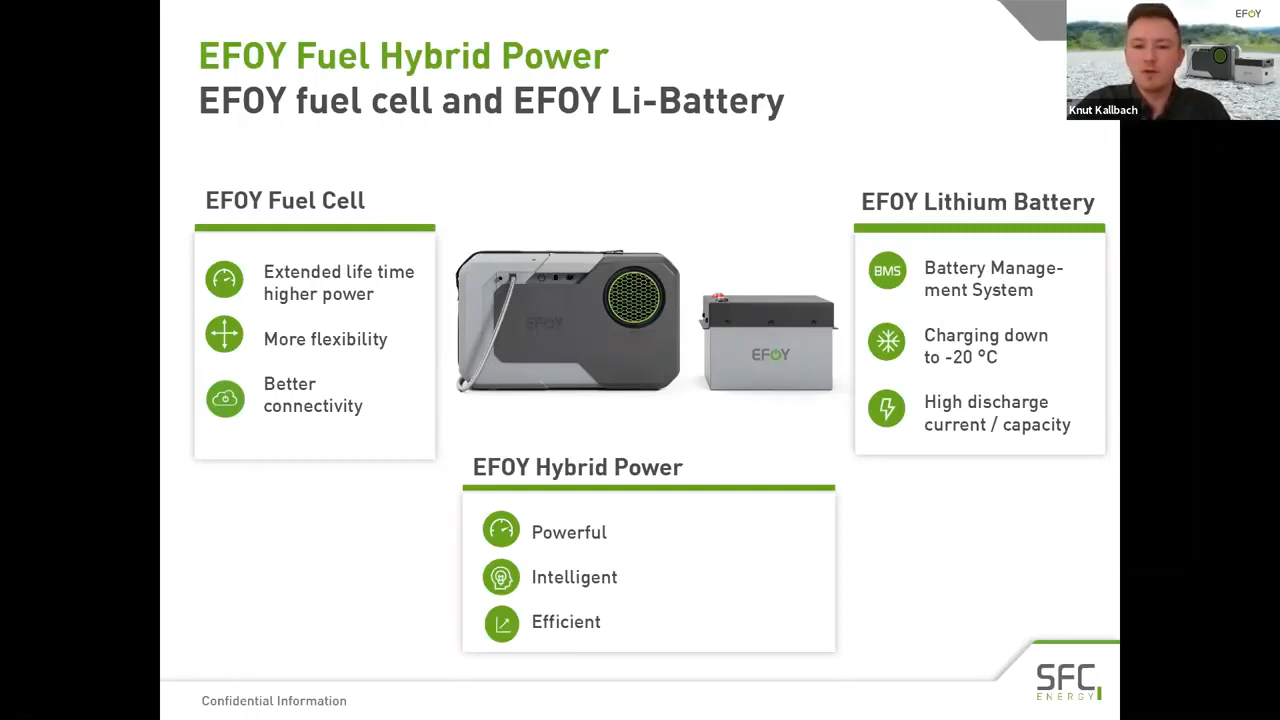 EFOY Fuel Hybrid Power
EFOY fuel cell and EFOY Li-Battery
EFOY
Knut Kallbach
EFOY Fuel Cell
Extended life time
higher power
More flexibility
Better
connectivity
EFOY
EFOY
EFOY Lithium Battery
BMS
Battery Manage-
ment System
Charging down
to -20 °C
High discharge
current / capacity
EFOY Hybrid Power
Powerful
Intelligent
Efficient
Confidential Information
SFC
ENERGY